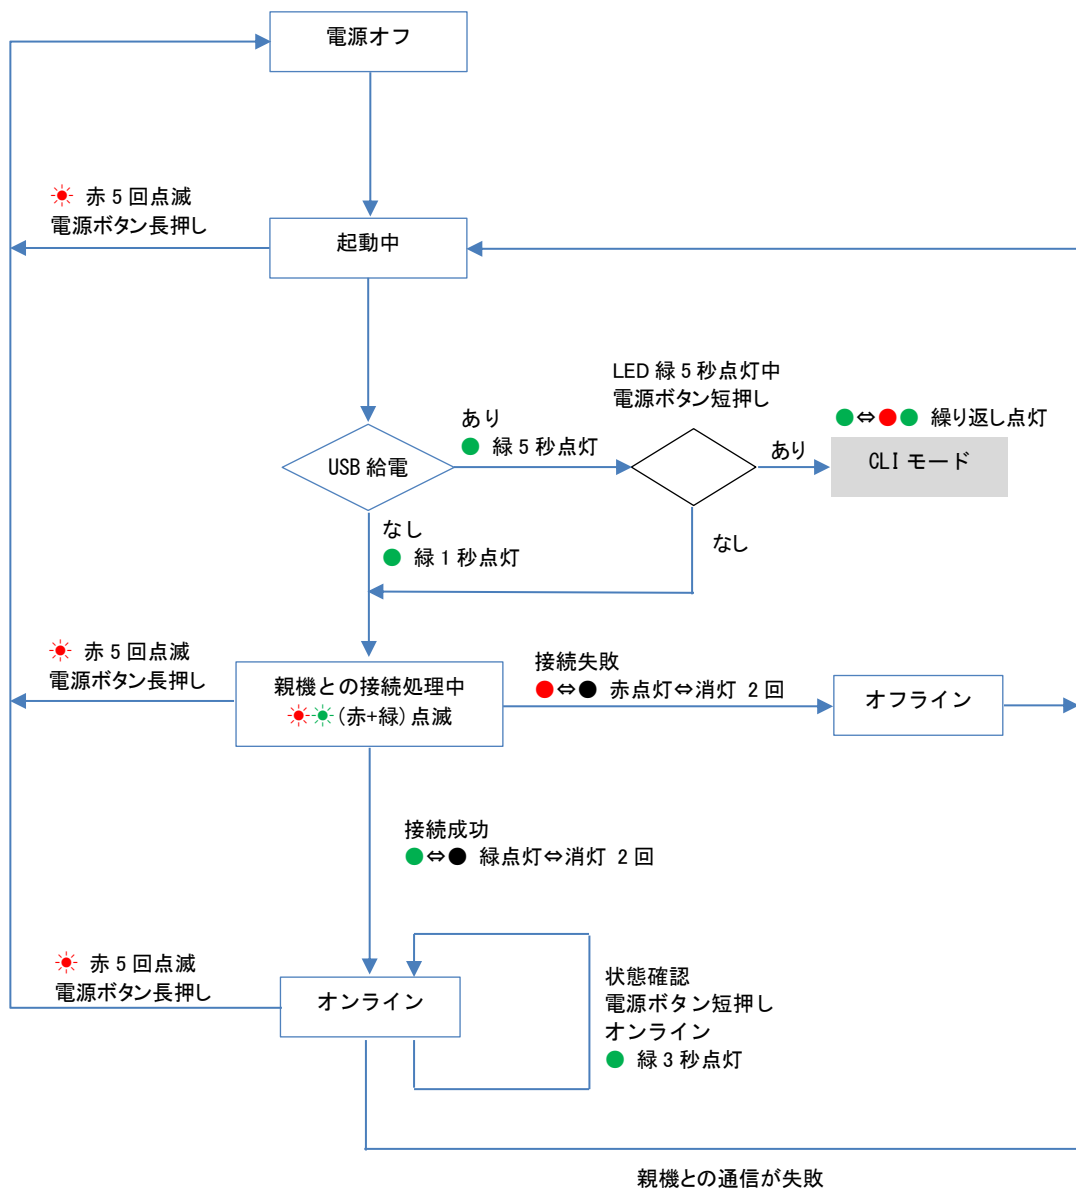 電源オフ
赤 5 回点滅
電源ボタン長押し
起動中
LED 緑 5 秒点灯中
電源ボタン短押し
あり
緑 5 秒点灯
⇔ 繰り返し点灯
USB 給電
あり
CLI モード
なし
緑 1 秒点灯
なし
赤 5 回点滅
電源ボタン長押し
親機との接続処理中
(赤+緑)点滅
接続失敗
⇔ 赤点灯⇔消灯 2 回
オフライン
接続成功
⇔ 緑点灯⇔消灯 2 回
赤 5 回点滅
電源ボタン長押し
オンライン
状態確認
電源ボタン短押し
オンライン
緑 3 秒点灯
親機との通信が失敗